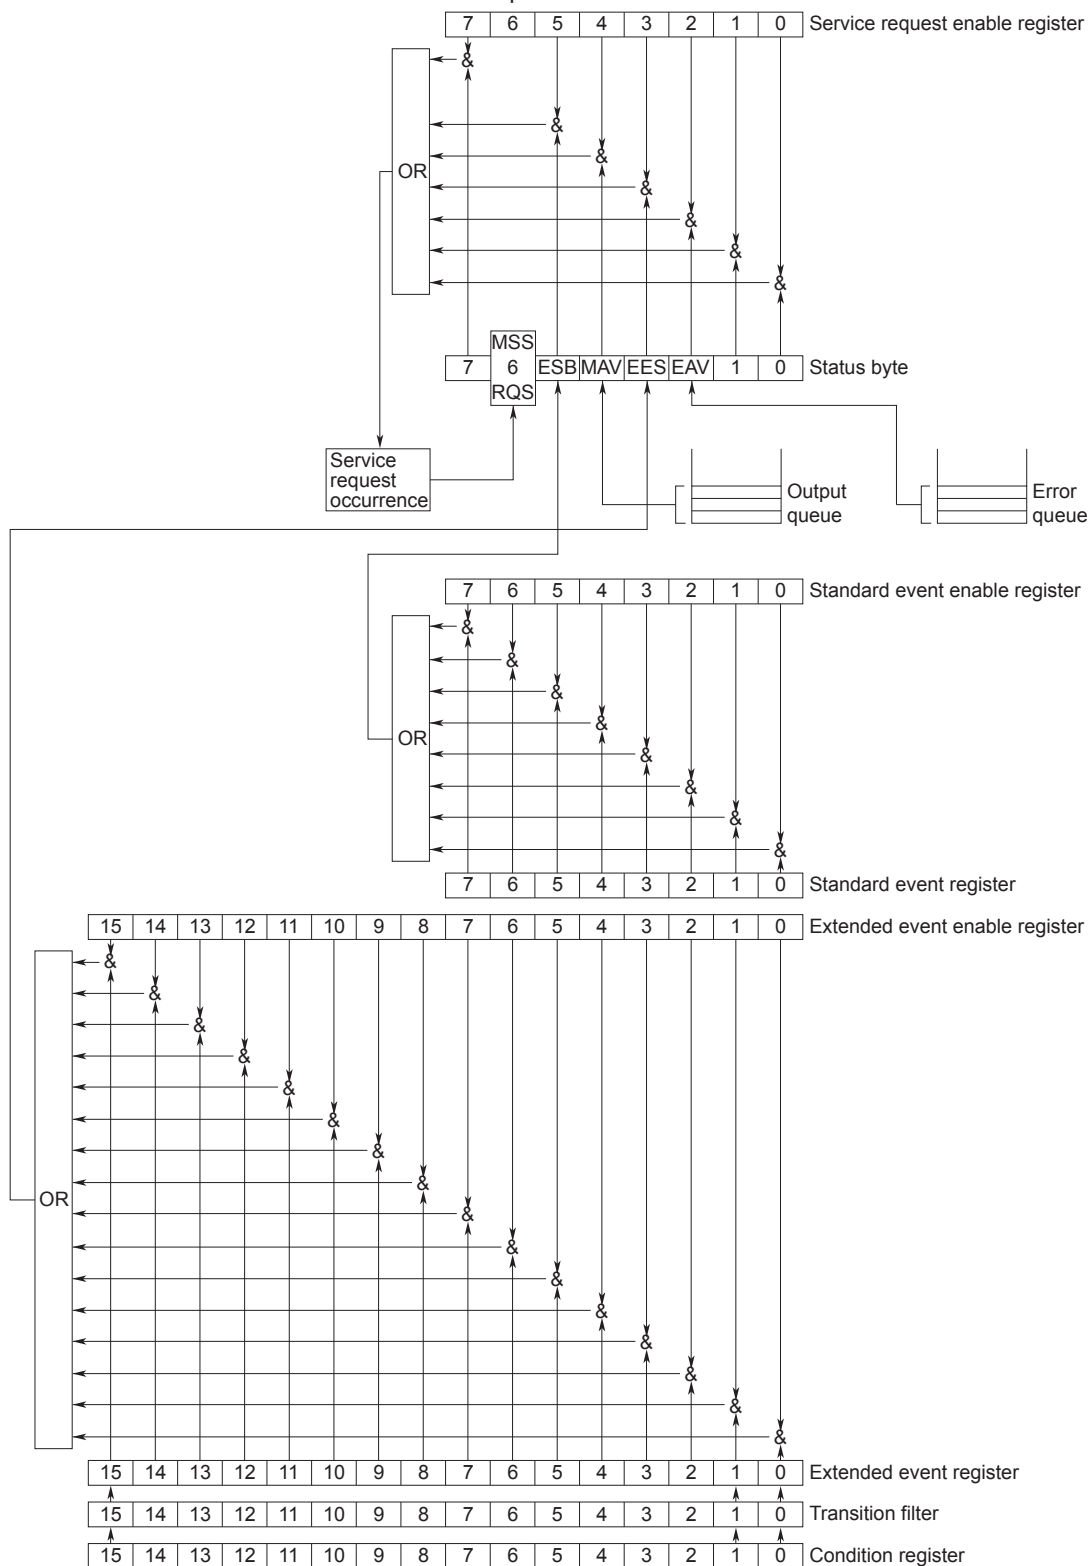 7 6 5 4 3 2 1 0 Service request enable register
&
&
&
OR
&
&
&
&
MSS
7 6 ESB MAV EES EAV 1 0 Status byte
RQS
Service
request
occurrence
Output
queue
Error
queue
7 6 5 4 3 2 1 0 Standard event enable register
&
&
&
&
OR
&
&
&
&
7 6 5 4 3 2 1 0 Standard event register
15 14 13 12 11 10 9 8 7 6 5 4 3 2 1 0 Extended event enable register
&
&
&
&
&
&
&
&
OR
&
&
&
&
&
&
&
&
15 14 13 12 11 10 9 8 7 6 5 4 3 2 1 0 Extended event register
15 14 13 12 11 10 9 8 7 6 5 4 3 2 1 0 Transition filter
15 14 13 12 11 10 9 8 7 6 5 4 3 2 1 0 Condition register